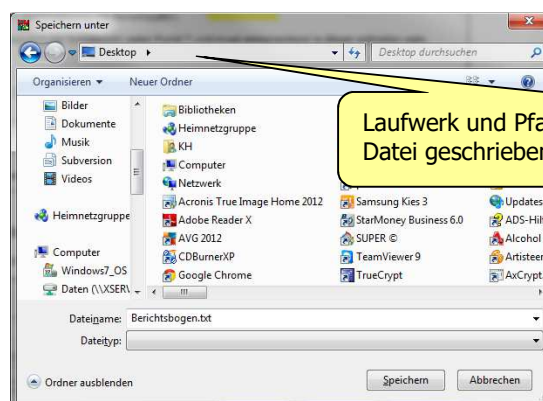 Speichern unter
Desktop
Desktop durchsuchen
Organisieren
Neuer Ordner
Bilder
Dokumente
Musik
Subversion
Videos
Heimnetzgruppe
Computer
Windows7_OS
Daten (\\XSER
Bibliotheken
Heimnetzgruppe
KH
Computer
Netzwerk
Acronis True Image Home 2012
Adobe Reader X
AVG 2012
CDBurnerXP
Google Chrome
Samsung Kies 3
StarMoney Business 6.0
SUPER ©
TeamViewer 9
TrueCrypt
Updates
ADS-Hil
Alcohol
Artisteer
AxCrypt
Laufwerk und Pfa
Datei geschrieben
Dateiname: Berichtsbogen.txt
Dateityp:
Ordner ausblenden
Speichern
Abbrechen